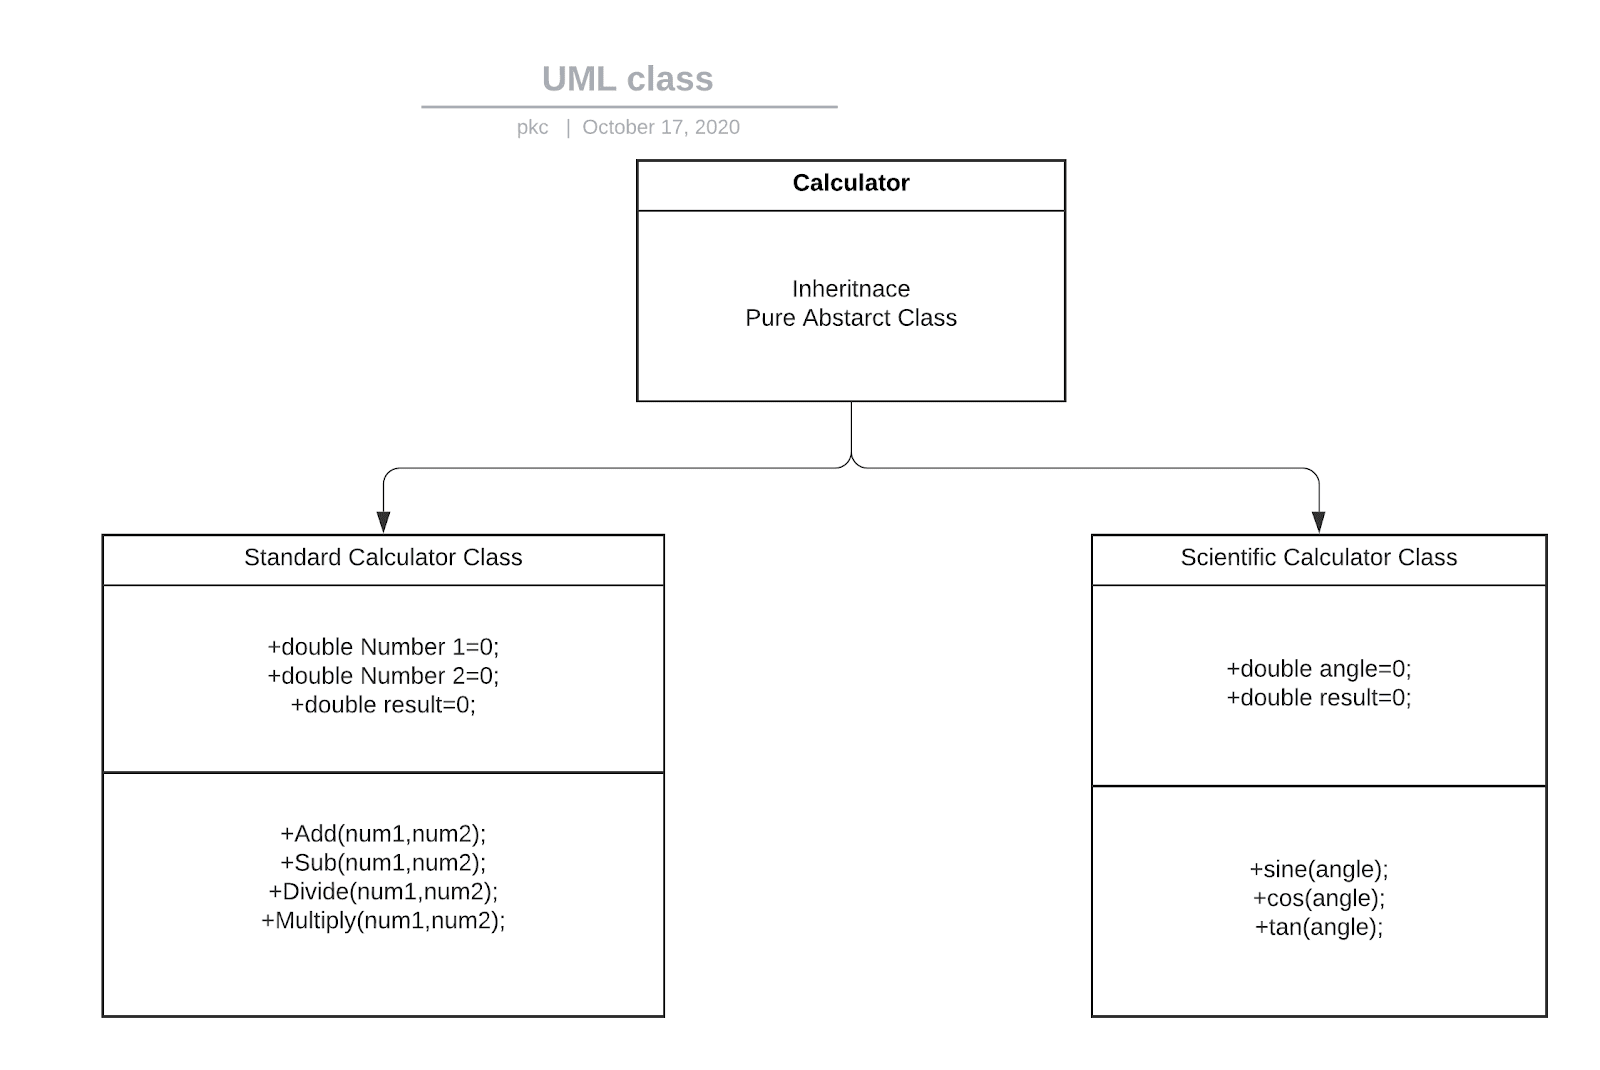 UML class
pkc | October 17, 2020
Calculator
Inheritnace
Pure Abstarct Class
Standard Calculator Class
+double Number 1=0;
+double Number 2=0;
+double result=0;
+Add(num1,num2);
+Sub(num1,num2);
+Divide(num1,num2);
+Multiply(num1,num2);
Scientific Calculator Class
+double angle=0;
+double result=0;
+sine(angle);
+cos(angle);
+tan(angle);